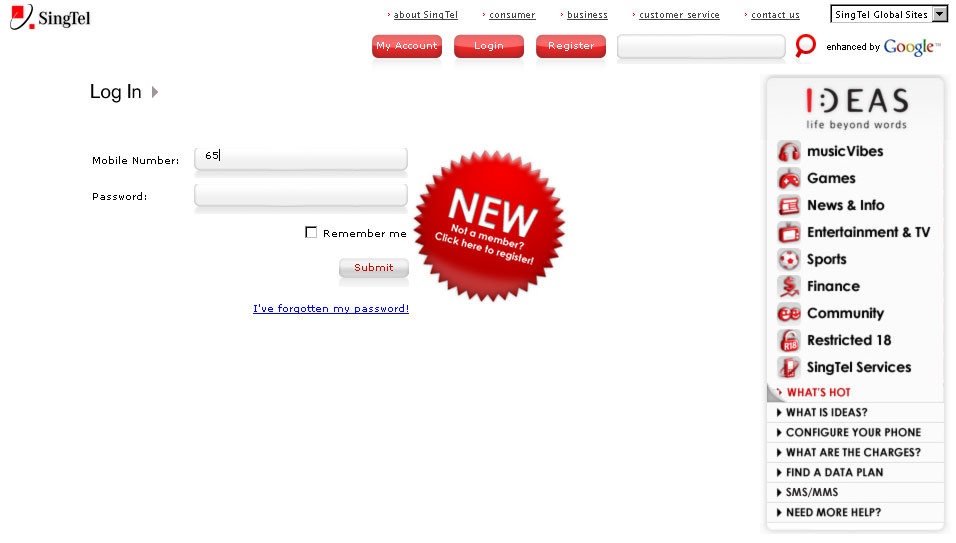 SingTel
about SingTel consumer business customer service contact us SingTel Global Sites
My Account Login Register enhanced by Google™
Log In
Mobile Number: 65
Password:
Remember me
Submit
I've forgotten my password!
NEW
Not a member?
Click here to register!
IDEAS
life beyond words
musicVibes
Games
News & Info
Entertainment & TV
Sports
Finance
Community
R18 Restricted 18
SingTel Services
WHAT'S HOT
WHAT IS IDEAS?
CONFIGURE YOUR PHONE
WHAT ARE THE CHARGES?
FIND A DATA PLAN
SMS/MMS
NEED MORE HELP?